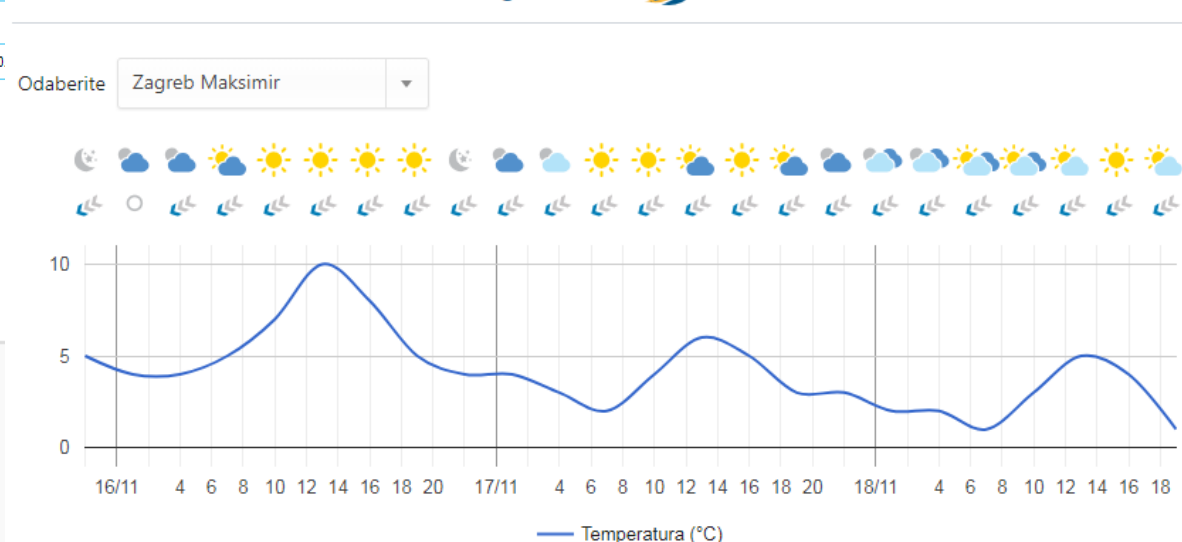 Odaberite Zagreb Maksimir
10
5
0
16/11 4 6 8 10 12 14 16 18 20 17/11 4 6 8 10 12 14 16 18 20 18/11 4 6 8 10 12 14 16 18
Temperatura (°C)